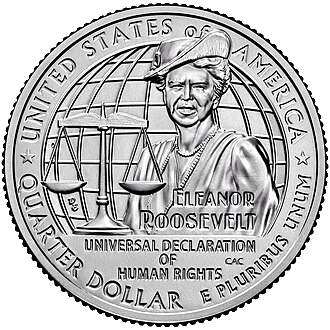 UNITED STATES OF AMERICA
ELEANOR
ROOSEVELT
UNIVERSAL DECLARATION
OF
HUMAN RIGHTS
CAC
QUARTER DOLLAR
E PLURIBUS UNUM